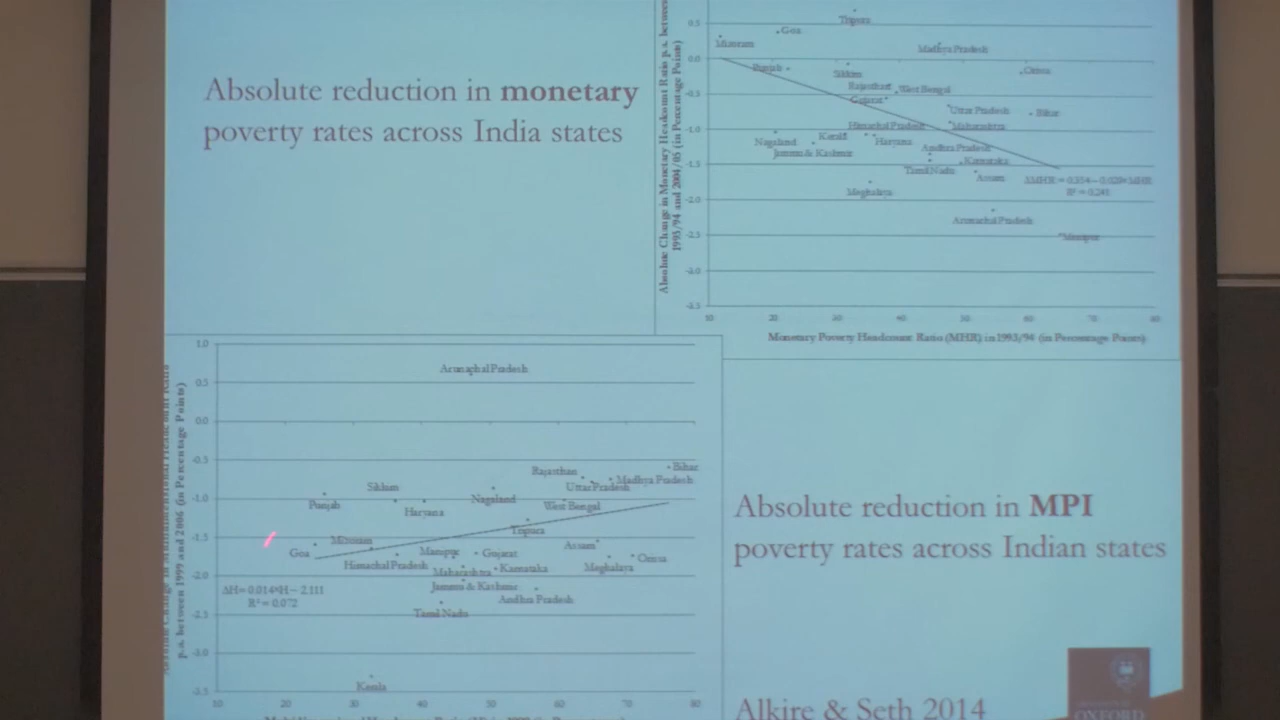 Absolute reduction in monetary
poverty rates across India states
Absolute Change in Monetary Headcount Ratio p.a. between
1993/94 and 2004/05 (in Percentage Points)
0.5
0.0
-0.5
-1.0
-1.5
-2.0
-2.5
-3.0
-3.5
Tripura
Goa
Mizoram
Madhya Pradesh
Punjab
Sikkim
Orissa
Rajasthan
West Bengal
Gujarat
Uttar Pradesh
Bihar
Himachal Pradesh
Maharashtra
Nagaland
Kerala
Haryana
Jammu & Kashmir
Andhra Pradesh
Karnataka
Tamil Nadu
Assam
Meghalaya
ΔMHR = 0.354 − 0.028×MHR
R² = 0.248
Arunachal Pradesh
Manipur
10 20 30 40 50 60 70 80
Monetary Poverty Headcount Ratio (MHR) in 1993/94 (in Percentage Points)
p.a. between 1999 and 2006 (in Percentage Points)
1.0
0.5
0.0
-0.5
-1.0
-1.5
-2.0
-2.5
-3.0
-3.5
Arunachal Pradesh
Bihar
Rajasthan
Madhya Pradesh
Sikkim
Uttar Pradesh
Punjab
Nagaland
West Bengal
Haryana
Tripura
Mizoram
Assam
Goa
Manipur
Gujarat
Orissa
Himachal Pradesh
Maharashtra
Karnataka
Meghalaya
Jammu & Kashmir
ΔH = 0.014×H − 2.111
R² = 0.072
Andhra Pradesh
Tamil Nadu
Kerala
10 20 30 40 50 60 70 80
Absolute reduction in MPI
poverty rates across Indian states
Alkire & Seth 2014
OXFORD